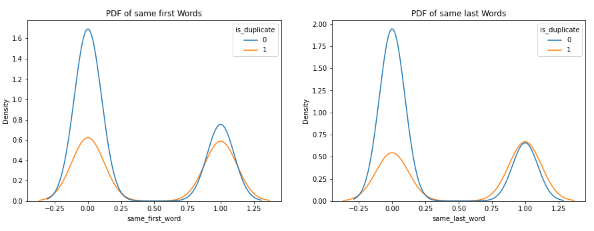 PDF of same first Words
is_duplicate
0
1
Density
1.6
1.4
1.2
1.0
0.8
0.6
0.4
0.2
0.0
-0.25 0.00 0.25 0.50 0.75 1.00 1.25
same_first_word
PDF of same last Words
is_duplicate
0
1
Density
2.00
1.75
1.50
1.25
1.00
0.75
0.50
0.25
0.00
-0.25 0.00 0.25 0.50 0.75 1.00 1.25
same_last_word